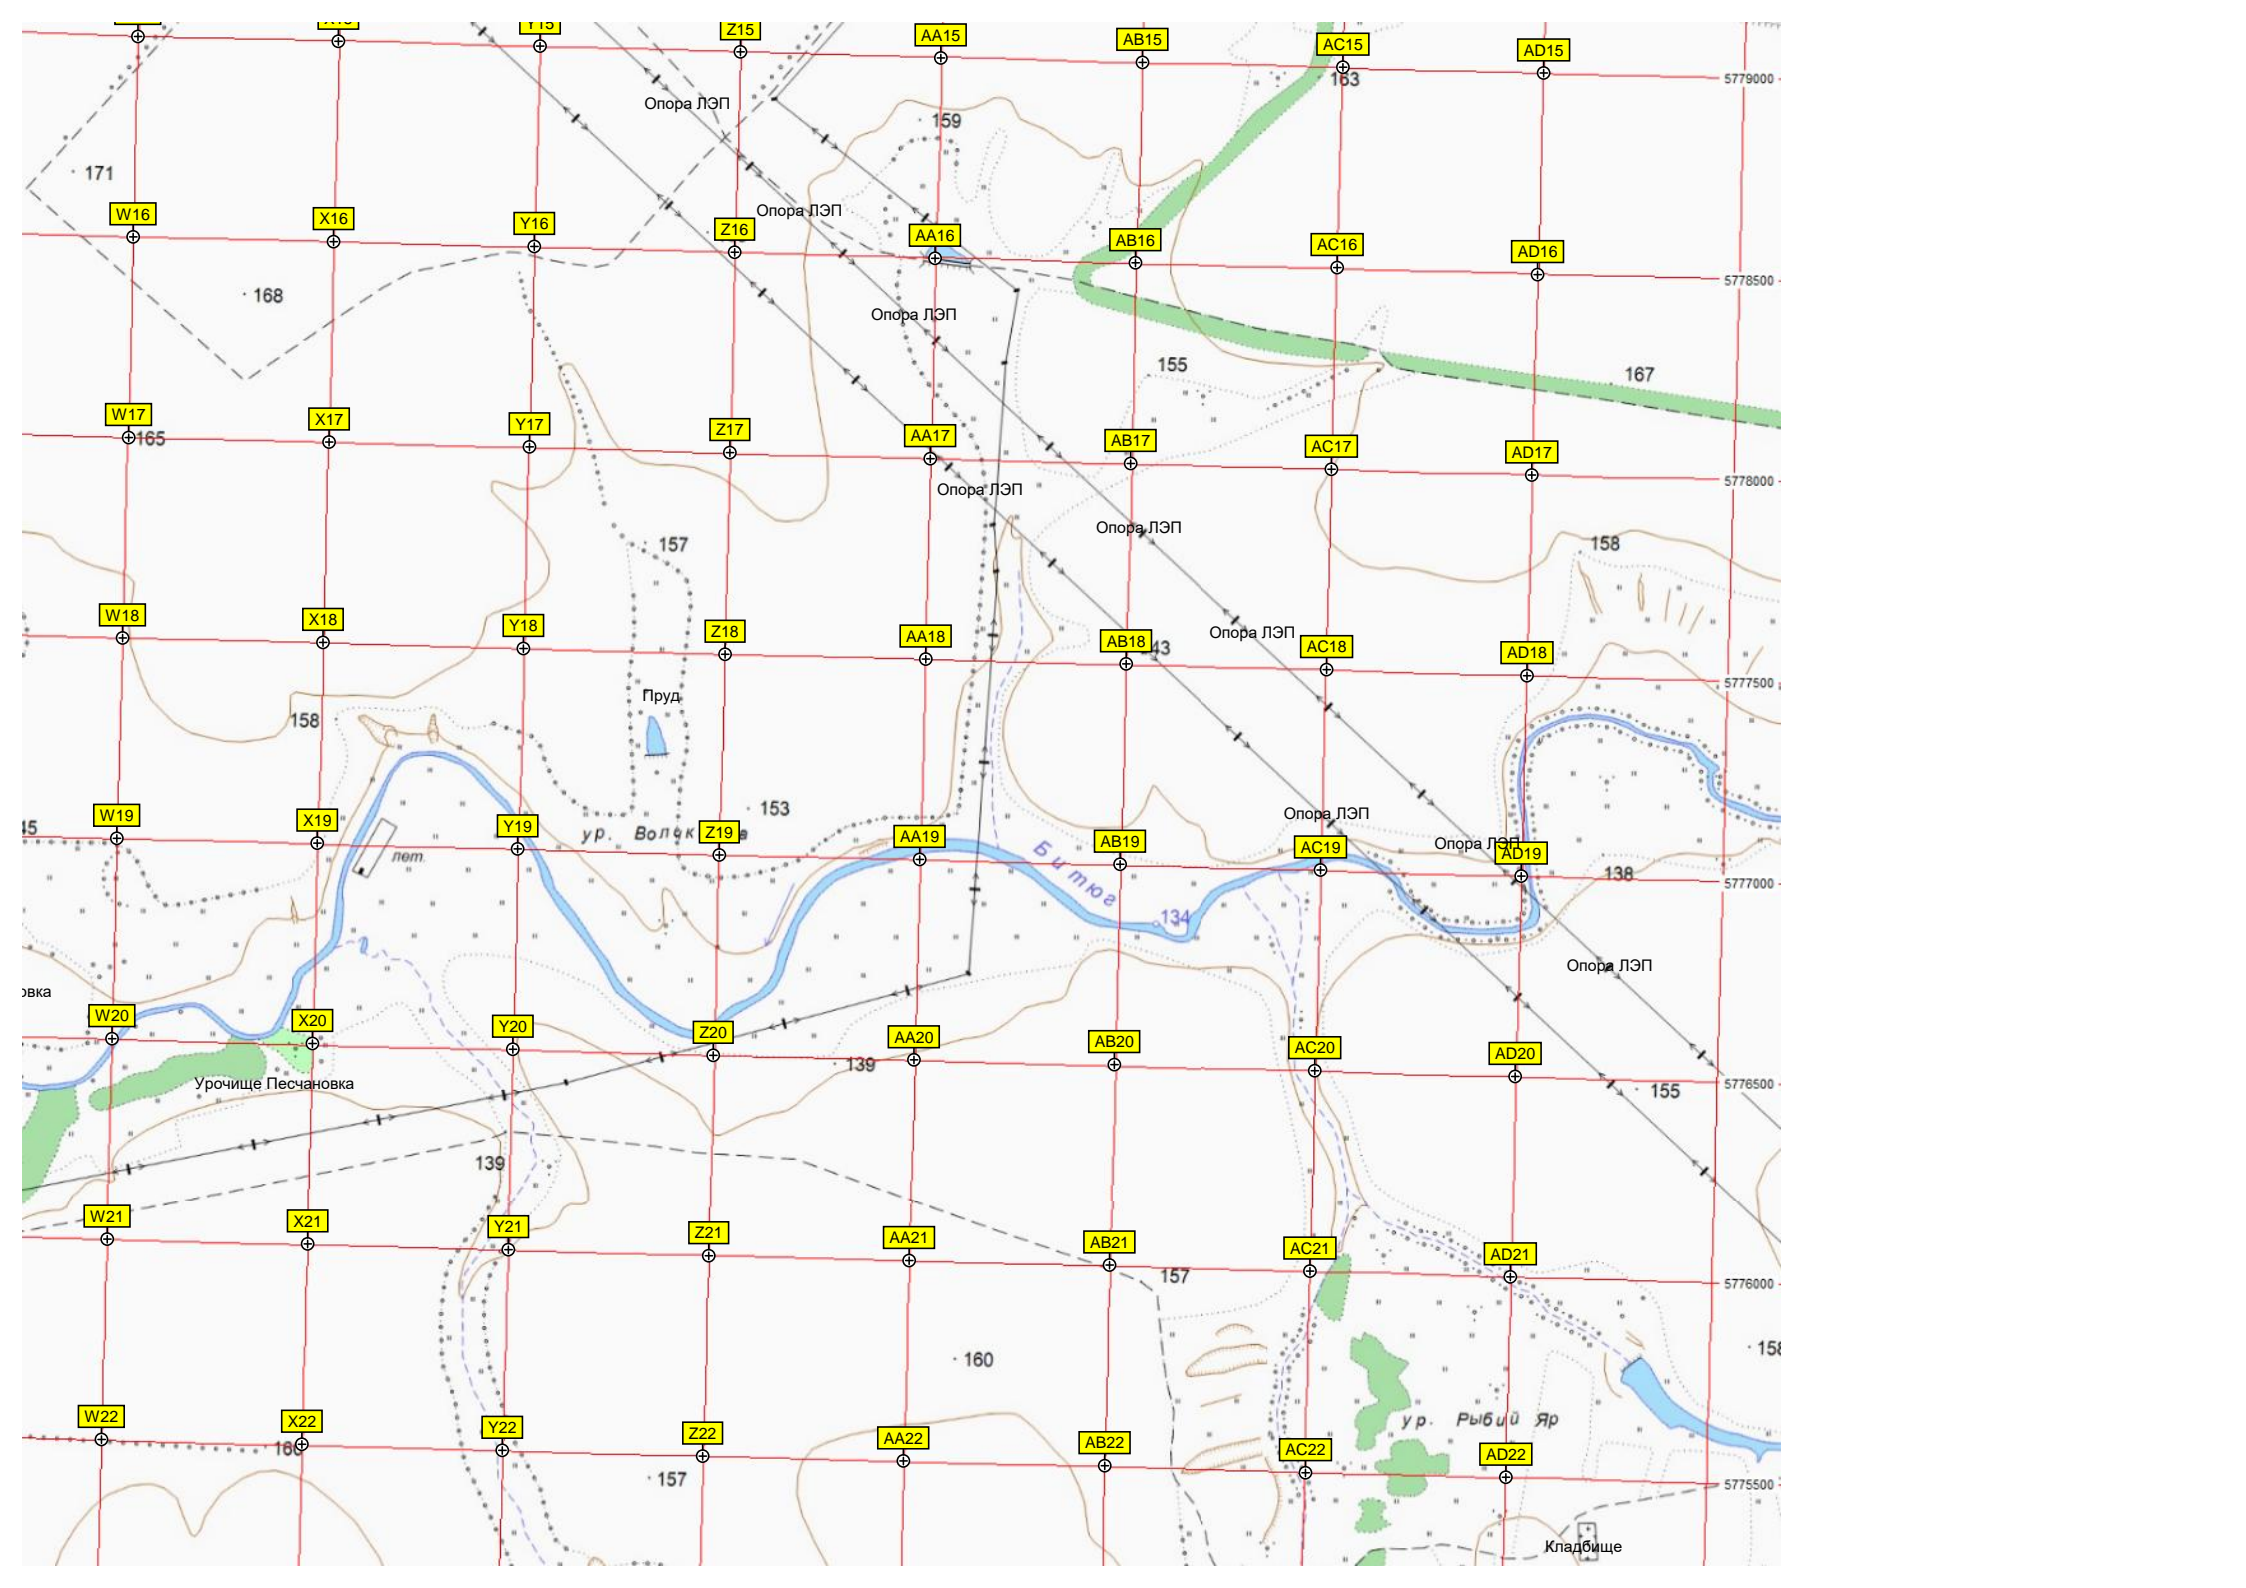 Y15
Z15
AA15
AB15
AC15
AD15
163
5779000
Опора ЛЭП
159
171
W16
X16
Y16
Z16
Опора ЛЭП
AA16
AB16
AC16
AD16
5778500
168
Опора ЛЭП
155
167
W17
165
X17
Y17
Z17
AA17
AB17
AC17
AD17
5778000
Опора ЛЭП
Опора ЛЭП
157
158
W18
X18
Y18
Z18
AA18
AB18
43
Опора ЛЭП
AC18
AD18
5777500
Пруд
158
153
Опора ЛЭП
45
W19
X19
Y19
ур. Волок
Z19
в
AA19
AB19
AC19
Опора ЛЭП
AD19
5777000
лет.
Битюг
138
134
Опора ЛЭП
овка
W20
X20
Y20
Z20
AA20
AB20
AC20
AD20
5776500
139
155
Урочище Песчановка
139
W21
X21
Y21
Z21
AA21
AB21
AC21
AD21
5776000
157
160
158
W22
X22
Y22
Z22
AA22
AB22
AC22
AD22
5775500
ур. Рыбий Яр
160
157
Кладбище